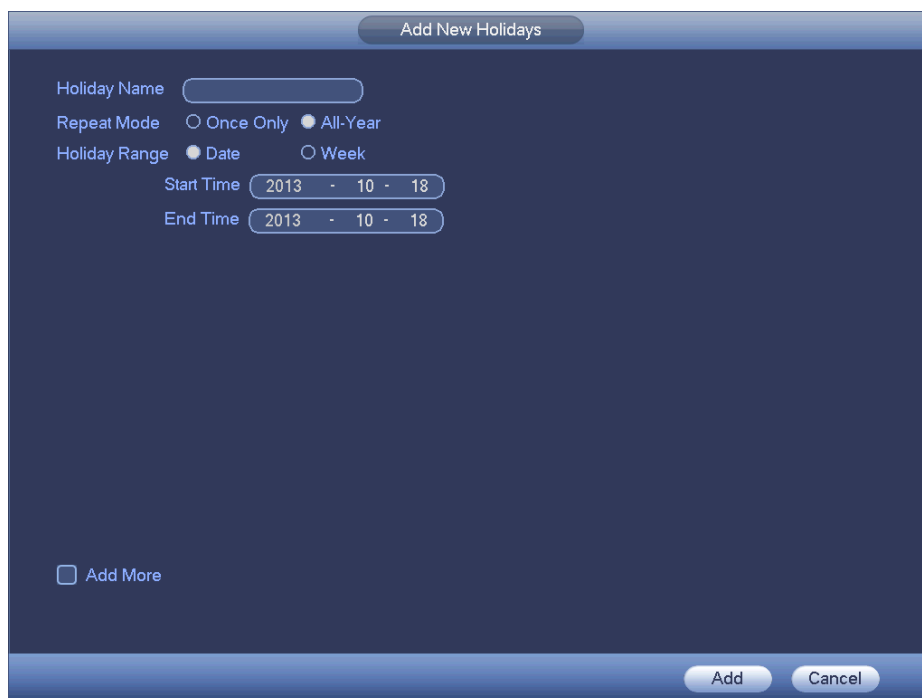 Add New Holidays
Holiday Name
Repeat Mode Once Only All-Year
Holiday Range Date Week
Start Time 2013 - 10 - 18
End Time 2013 - 10 - 18
Add More
Add Cancel